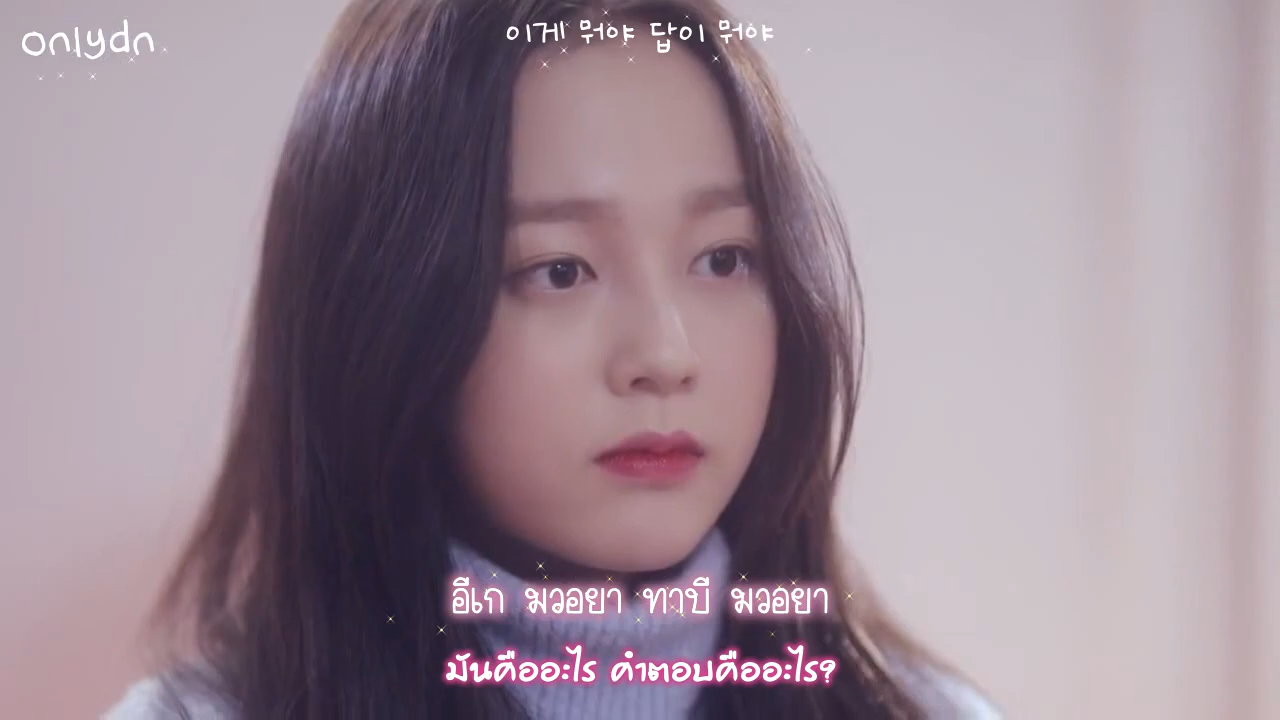 onlydn
이게 뭐야 답이 뭐야
อีเก มวอยา ทาบี มวอยา
มันคืออะไร คำตอบคืออะไร?